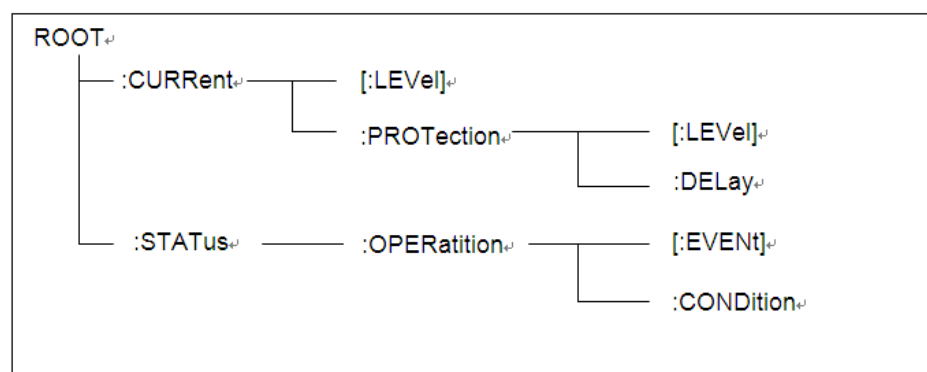 ROOT↵
:CURRent↵ [:LEVel]↵
:PROTection↵ [:LEVel]↵
:DELay↵
:STATus↵ :OPERatition↵ [:EVENt]↵
:CONDition↵